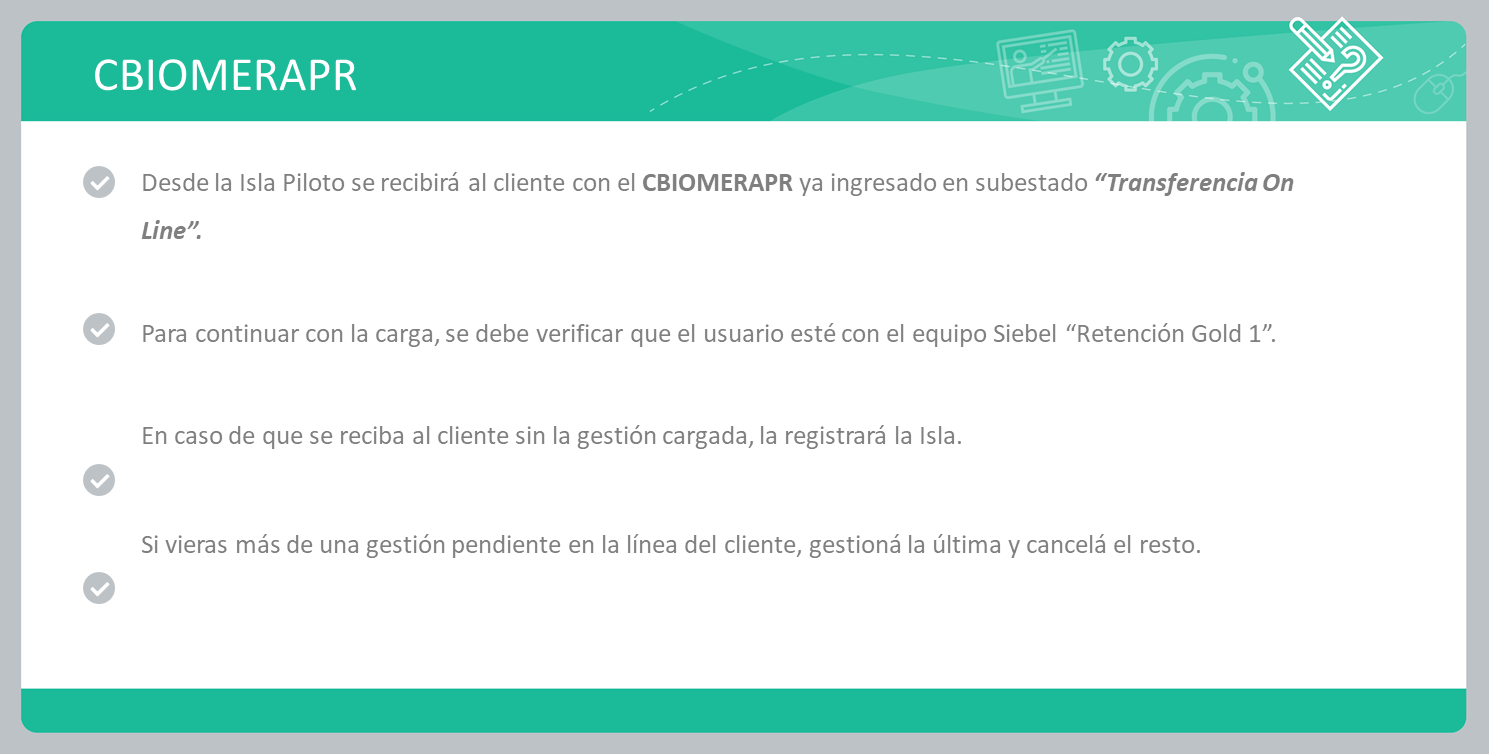 CBIOMERAPR
Desde la Isla Piloto se recibirá al cliente con el CBIOMERAPR ya ingresado en subestado “Transferencia On
Line”.
Para continuar con la carga, se debe verificar que el usuario esté con el equipo Siebel “Retención Gold 1”.
En caso de que se reciba al cliente sin la gestión cargada, la registrará la Isla.
Si vieras más de una gestión pendiente en la línea del cliente, gestioná la última y cancelá el resto.